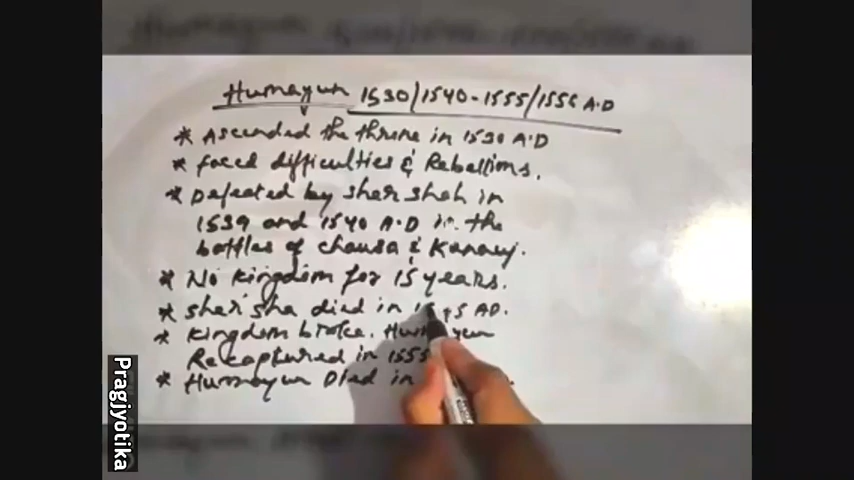 Humayun 1530/1540-1555/1556 A.D
* Ascended the throne in 1530 A.D
* faced difficulties & Rebellions.
* Defeated by sher shah in
1539 and 1540 A.D in the
battles of chausa & Kanauj.
* No kingdom for 15 years.
* sher sha died in 1545 AD.
* kingdom broke. Humayun
Recaptured in 1555
* Humayun Died in
Pragjyotika